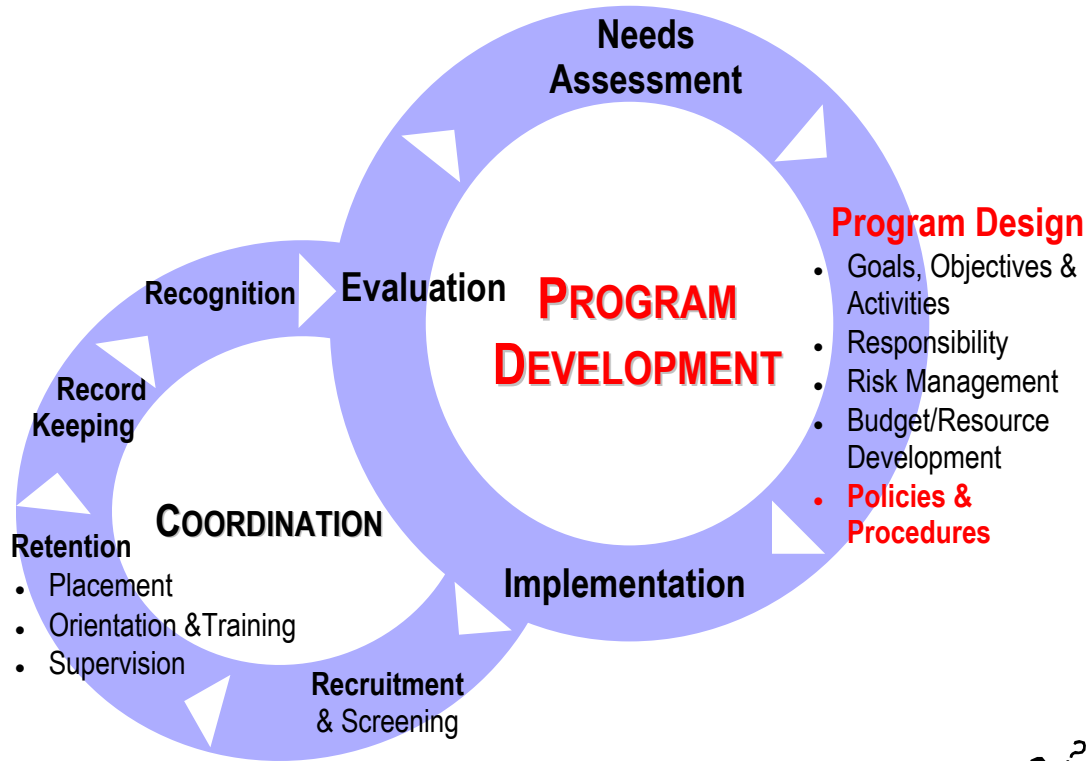 Needs
Assessment
Program Design
• Goals, Objectives &
Activities
• Responsibility
• Risk Management
• Budget/Resource
Development
• Policies &
Procedures
PROGRAM
DEVELOPMENT
Implementation
Evaluation
Recognition
Record
Keeping
COORDINATION
Retention
• Placement
• Orientation &Training
• Supervision
Recruitment
& Screening